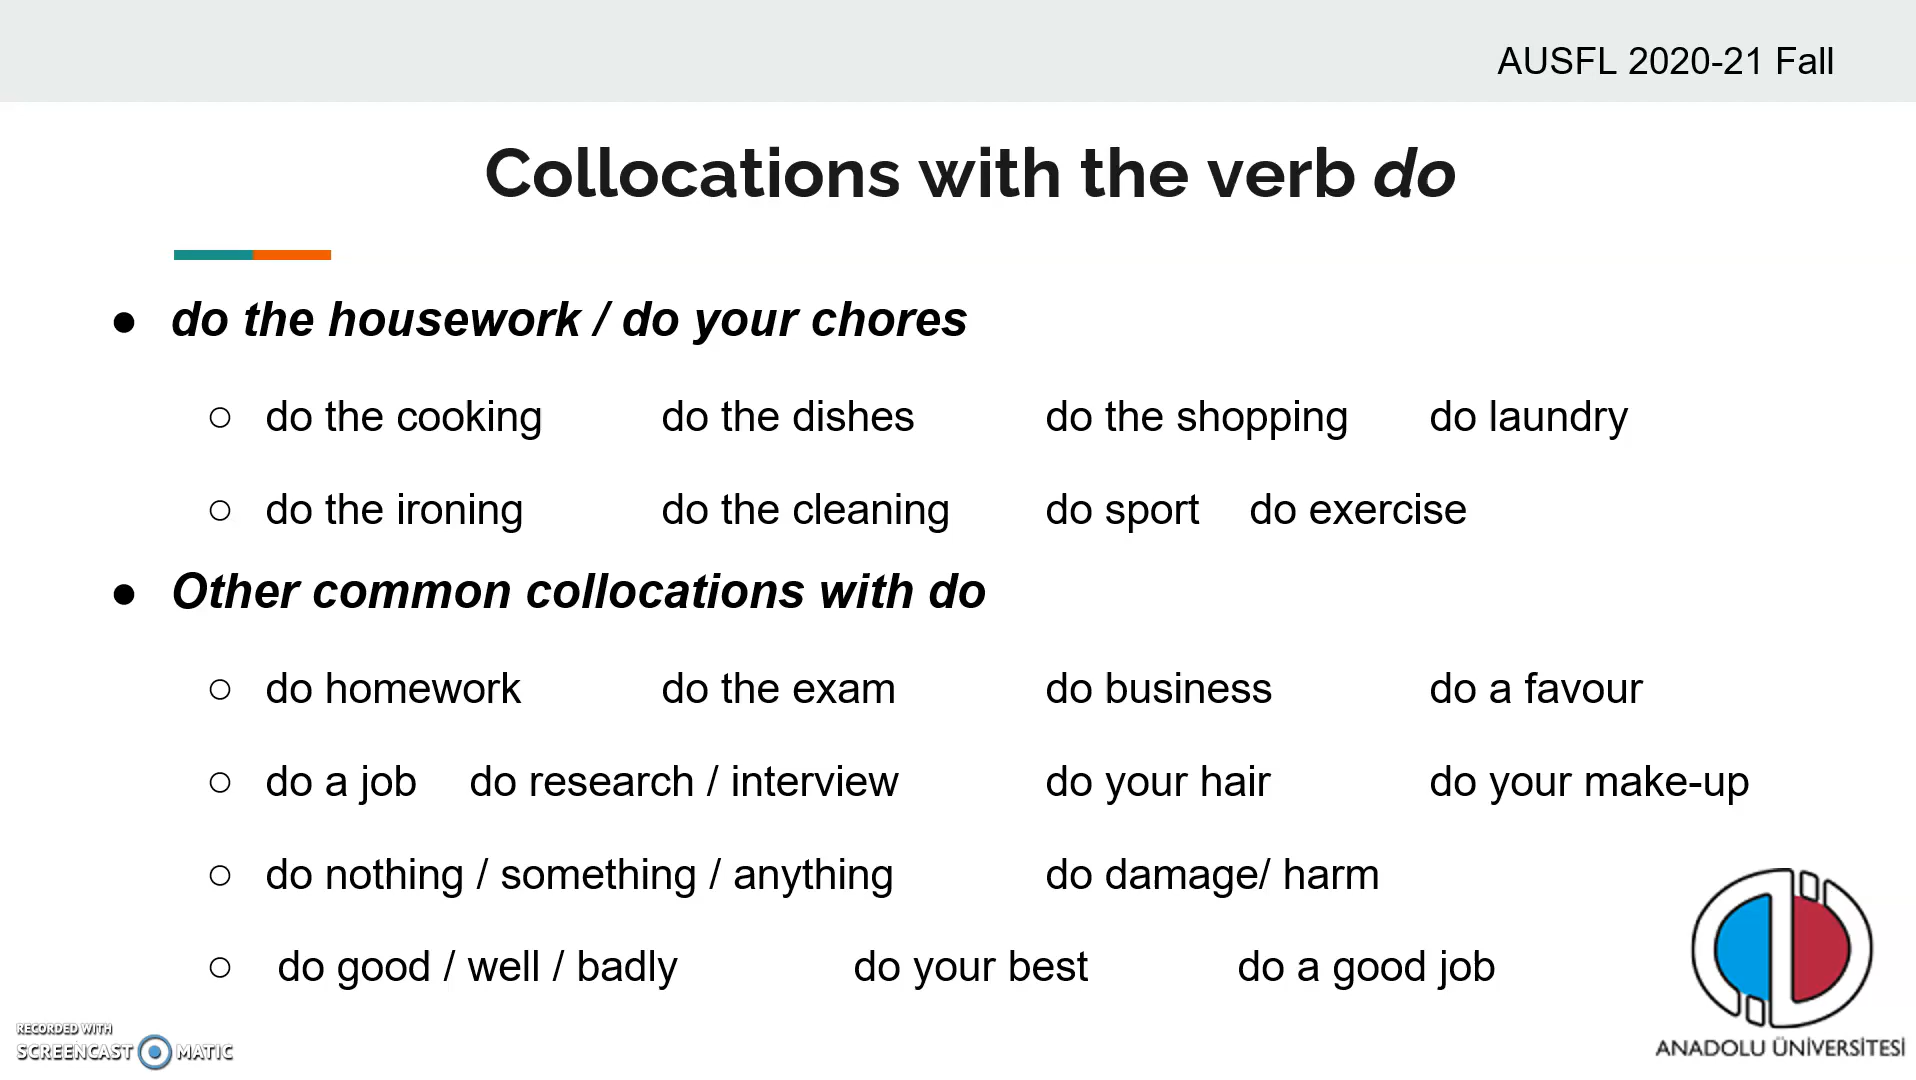 AUSFL 2020-21 Fall
Collocations with the verb do
● do the housework / do your chores
○ do the cooking do the dishes do the shopping do laundry
○ do the ironing do the cleaning do sport do exercise
● Other common collocations with do
○ do homework do the exam do business do a favour
○ do a job do research / interview do your hair do your make-up
○ do nothing / something / anything do damage/ harm
○ do good / well / badly do your best do a good job
RECORDED WITH
SCREENCAST MATIC
ANADOLU ÜNİVERSİTESİ